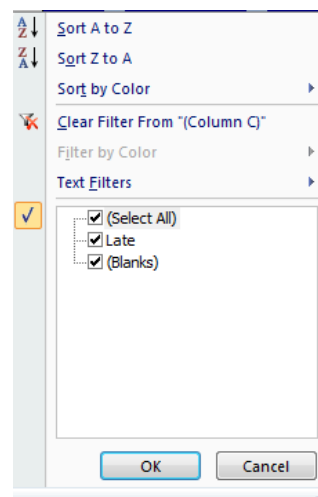 Sort A to Z
Sort Z to A
Sort by Color
Clear Filter From "(Column C)"
Filter by Color
Text Filters
(Select All)
Late
(Blanks)
OK Cancel